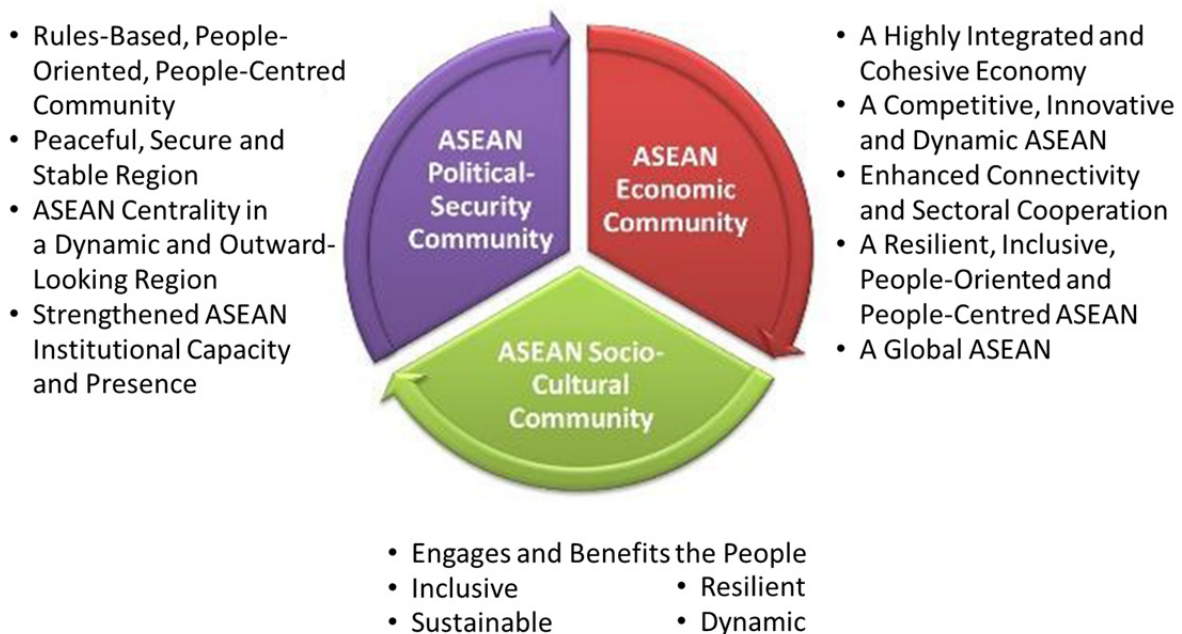 • Rules-Based, People-
Oriented, People-Centred
Community
• Peaceful, Secure and
Stable Region
• ASEAN Centrality in
a Dynamic and Outward-
Looking Region
• Strengthened ASEAN
Institutional Capacity
and Presence
ASEAN
Political-
Security
Community
ASEAN
Economic
Community
• A Highly Integrated and
Cohesive Economy
• A Competitive, Innovative
and Dynamic ASEAN
• Enhanced Connectivity
and Sectoral Cooperation
• A Resilient, Inclusive,
People-Oriented and
People-Centred ASEAN
• A Global ASEAN
ASEAN Socio-
Cultural
Community
• Engages and Benefits the People
• Inclusive • Resilient
• Sustainable • Dynamic